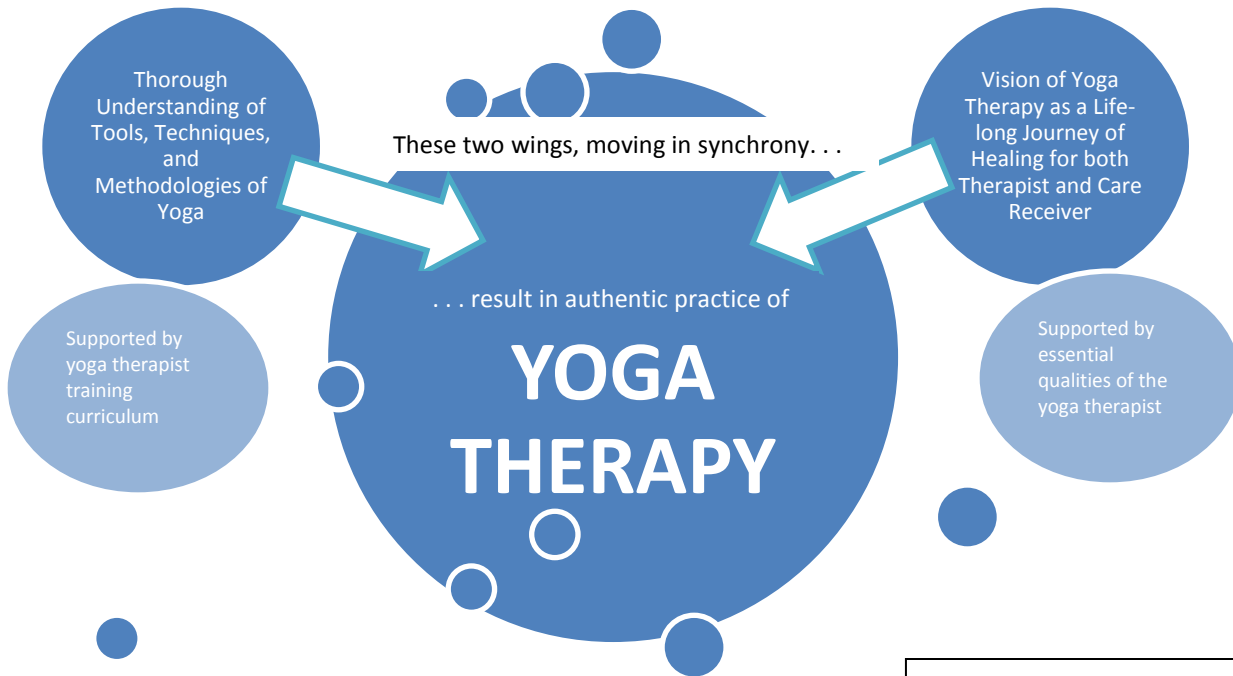 Thorough
Understanding of
Tools, Techniques,
and
Methodologies of
Yoga
Supported by
yoga therapist
training
curriculum
These two wings, moving in synchrony. . .
. . . result in authentic practice of
YOGA
THERAPY
Vision of Yoga
Therapy as a Life-
long Journey of
Healing for both
Therapist and Care
Receiver
Supported by
essential
qualities of the
yoga therapist